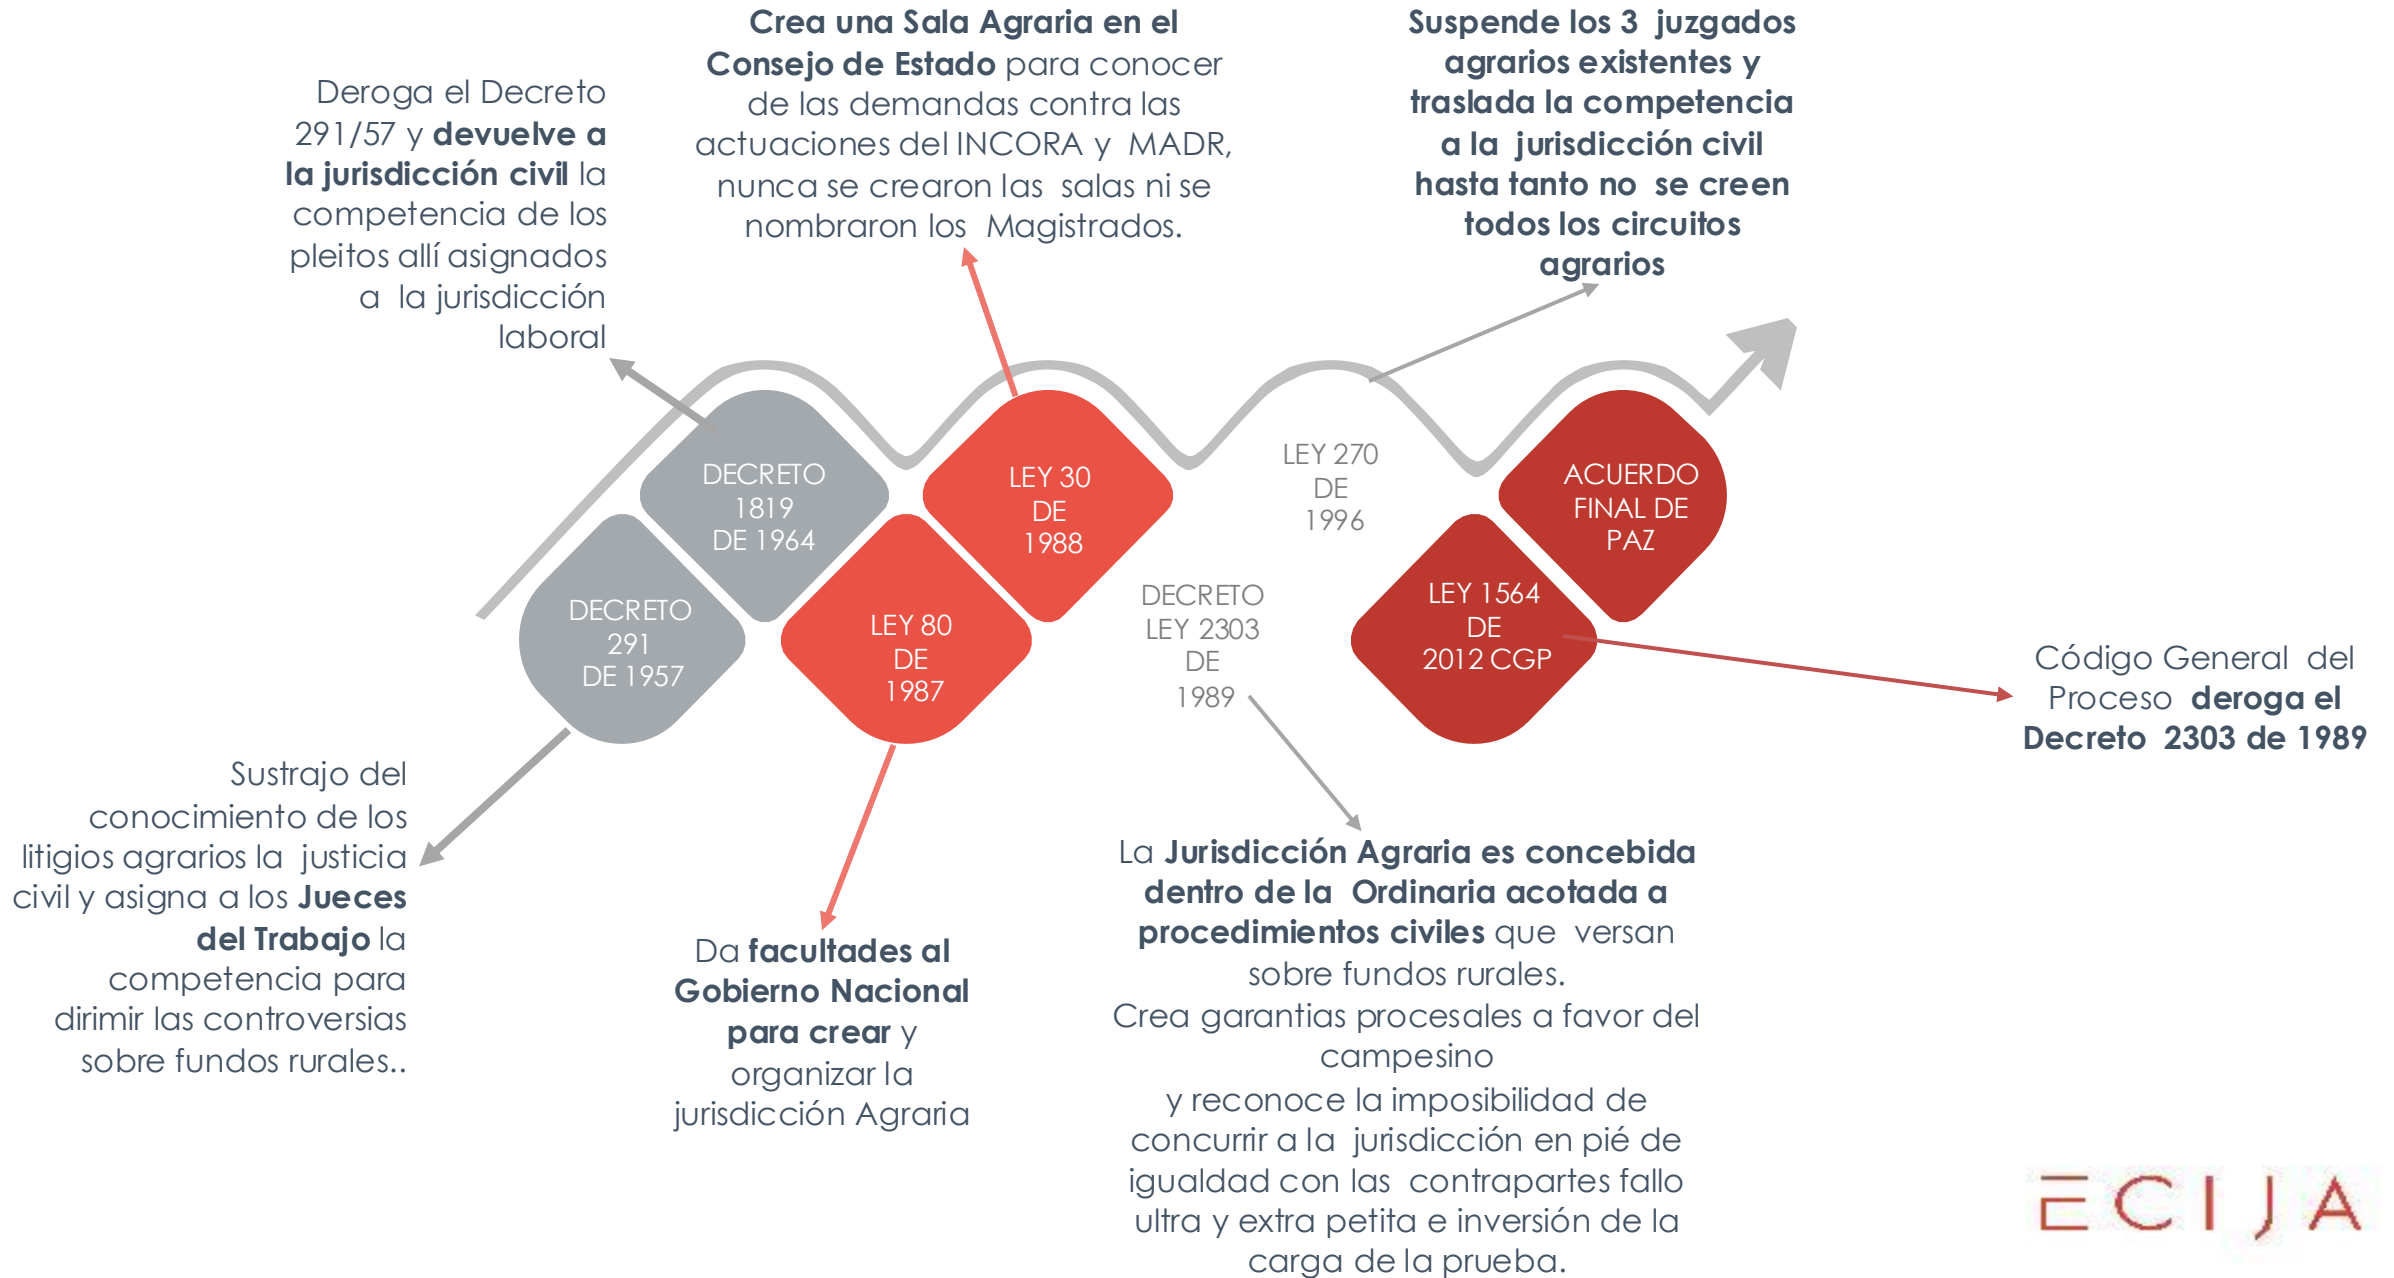 Deroga el Decreto
291/57 y devuelve a
la jurisdicción civil la
competencia de los
pleitos allí asignados
a la jurisdicción
laboral
Crea una Sala Agraria en el
Consejo de Estado para conocer
de las demandas contra las
actuaciones del INCORA y MADR,
nunca se crearon las salas ni se
nombraron los Magistrados.
Suspende los 3 juzgados
agrarios existentes y
traslada la competencia
a la jurisdicción civil
hasta tanto no se creen
todos los circuitos
agrarios
DECRETO
1819
DE 1964
LEY 30
DE
1988
LEY 270
DE
1996
ACUERDO
FINAL DE
PAZ
DECRETO
291
DE 1957
LEY 80
DE
1987
DECRETO
LEY 2303
DE
1989
LEY 1564
DE
2012 CGP
Código General del
Proceso deroga el
Decreto 2303 de 1989
Sustrajo del
conocimiento de los
litigios agrarios la justicia
civil y asigna a los Jueces
del Trabajo la
competencia para
dirimir las controversias
sobre fundos rurales..
Da facultades al
Gobierno Nacional
para crear y
organizar la
jurisdicción Agraria
La Jurisdicción Agraria es concebida
dentro de la Ordinaria acotada a
procedimientos civiles que versan
sobre fundos rurales.
Crea garantias procesales a favor del
campesino
y reconoce la imposibilidad de
concurrir a la jurisdicción en pié de
igualdad con las contrapartes fallo
ultra y extra petita e inversión de la
carga de la prueba.
ECIJA